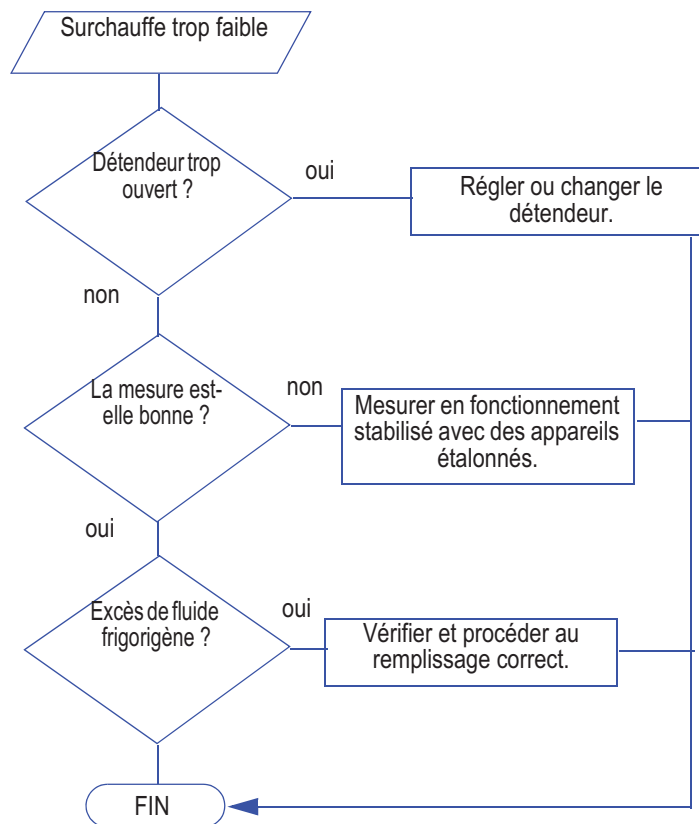 Surchauffe trop faible
Détendeur trop
ouvert ?
oui
Régler ou changer le
détendeur.
non
La mesure est-
elle bonne ?
non
Mesurer en fonctionnement
stabilisé avec des appareils
étalonnés.
oui
Excès de fluide
frigorigène ?
oui
Vérifier et procéder au
remplissage correct.
FIN